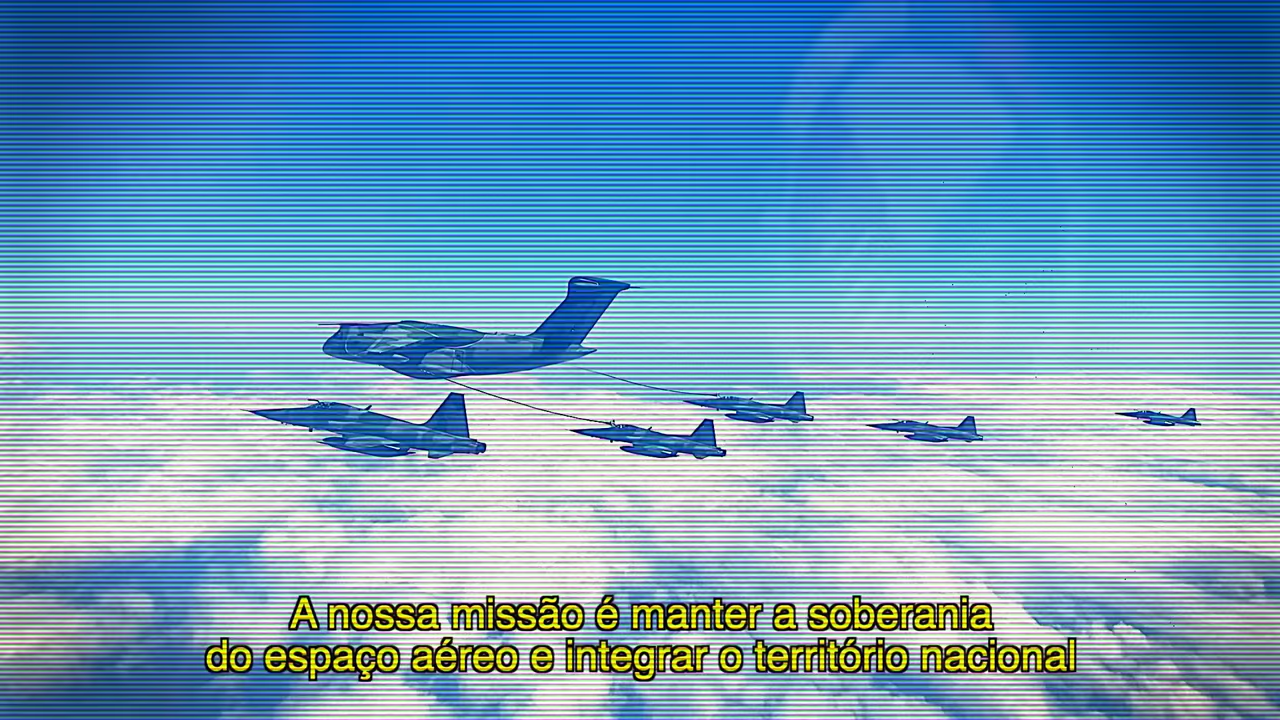 A nossa missão é manter a soberania
do espaço aéreo e integrar o território nacional